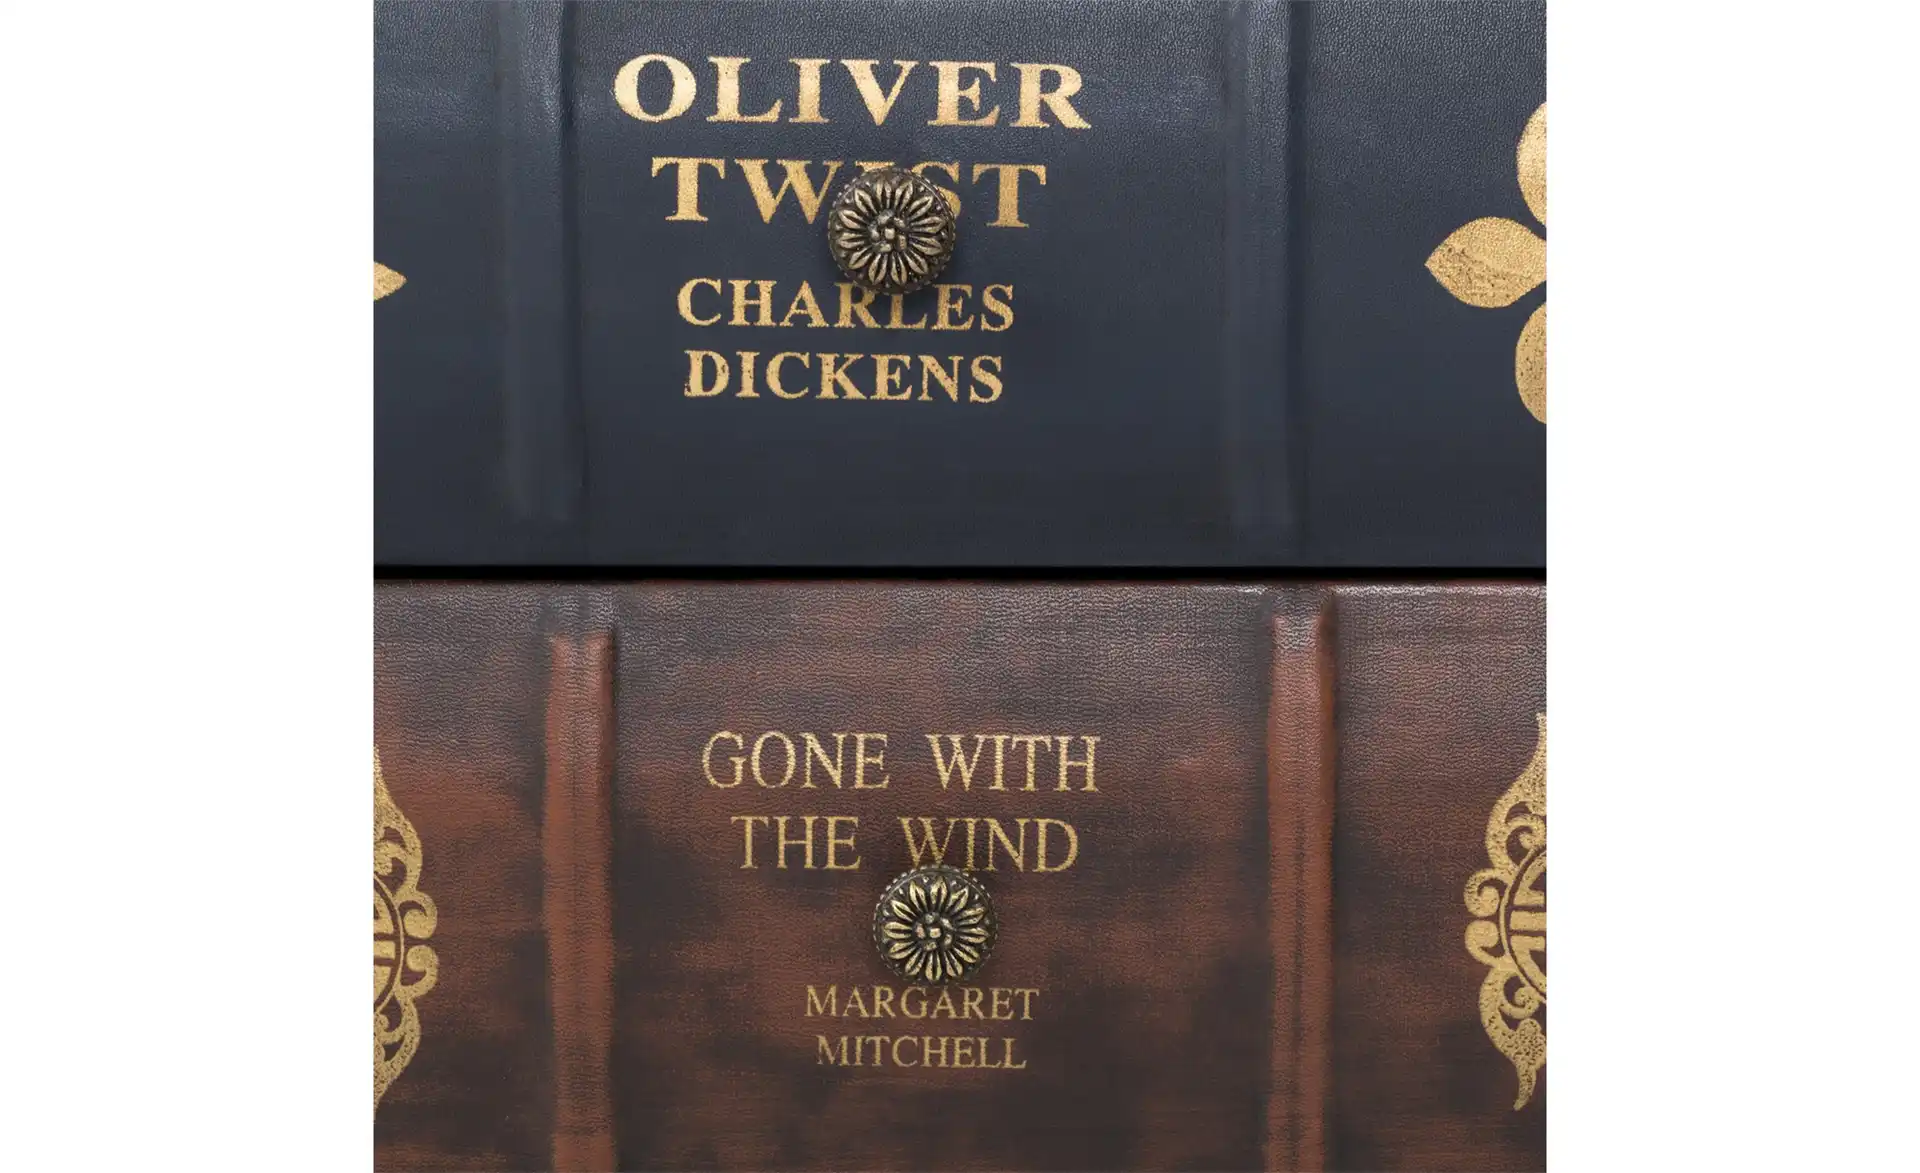 OLIVER
TWIST
CHARLES
DICKENS
GONE WITH
THE WIND
MARGARET
MITCHELL